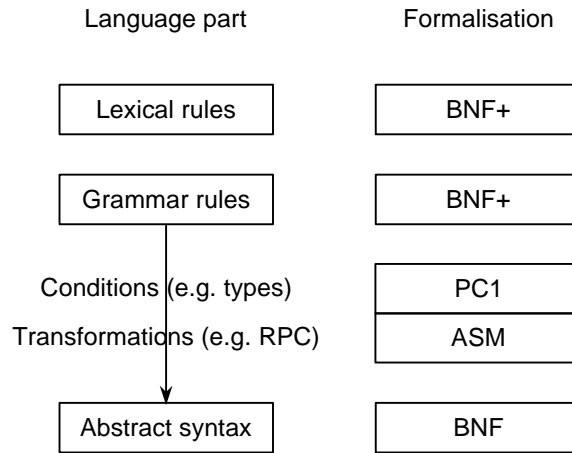 Language part Formalisation
Lexical rules BNF+
Grammar rules BNF+
Conditions (e.g. types) PC1
Transformations (e.g. RPC) ASM
Abstract syntax BNF